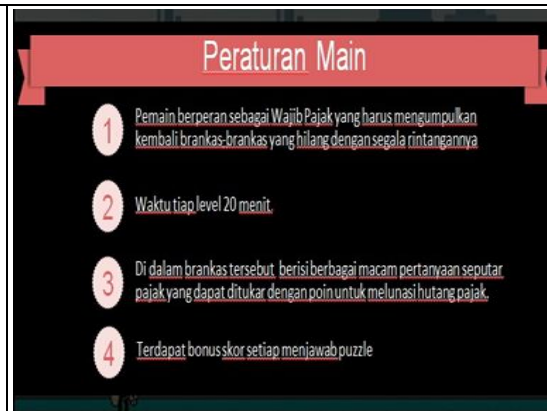 Peraturan Main
1
Pemain berperan sebagai Wajib Pajak yang harus mengumpulkan
kembali brankas-brankas yang hilang dengan segala rintangannya
2
Waktu tiap level 20 menit.
3
Di dalam brankas tersebut berisi berbagai macam pertanyaan seputar
pajak yang dapat ditukar dengan poin untuk melunasi hutang pajak.
4
Terdapat bonus skor setiap menjawab puzzle